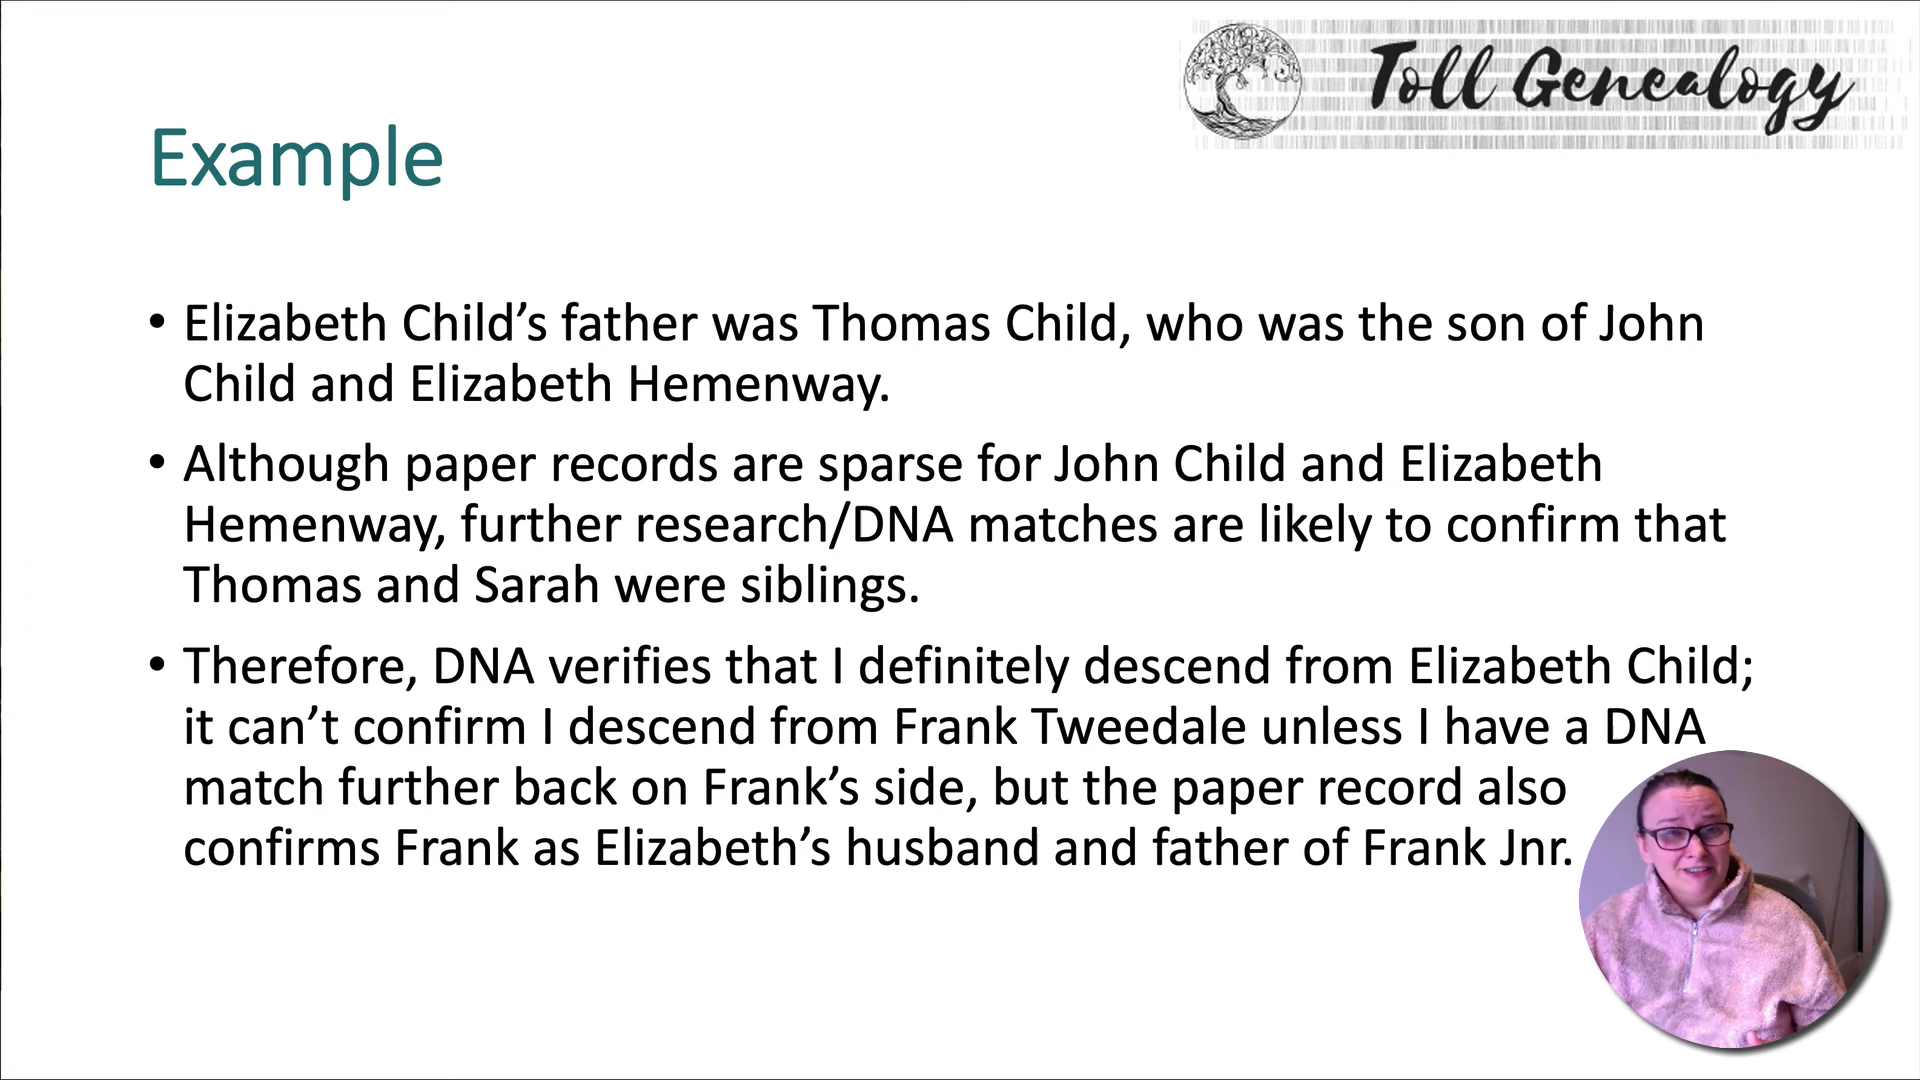 Toll Genealogy
Example
• Elizabeth Child’s father was Thomas Child, who was the son of John
Child and Elizabeth Hemenway.
• Although paper records are sparse for John Child and Elizabeth
Hemenway, further research/DNA matches are likely to confirm that
Thomas and Sarah were siblings.
• Therefore, DNA verifies that I definitely descend from Elizabeth Child;
it can’t confirm I descend from Frank Tweedale unless I have a DNA
match further back on Frank’s side, but the paper record also
confirms Frank as Elizabeth’s husband and father of Frank Jnr.